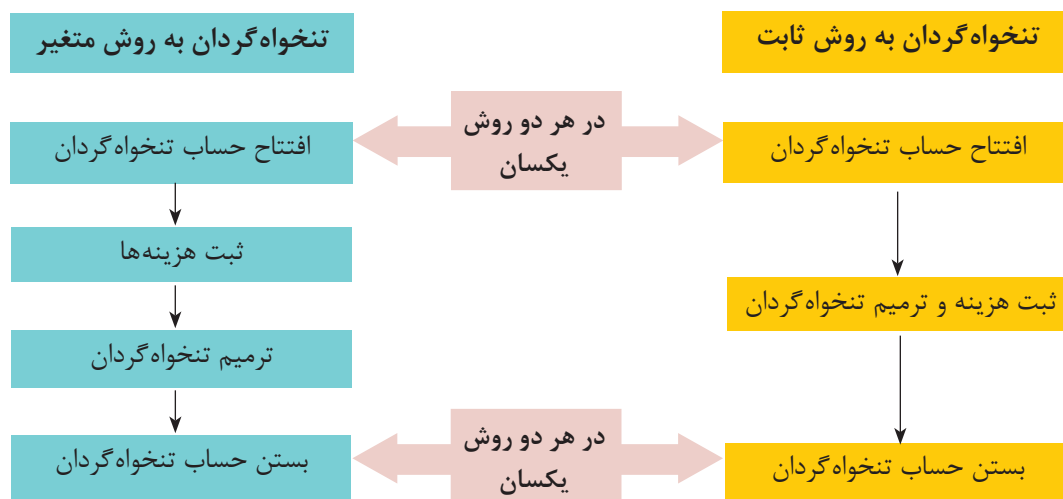 تنخواه‌گردان به روش ثابت
تنخواه‌گردان به روش متغیر
افتتاح حساب تنخواه‌گردان
در هر دو روش
یکسان
افتتاح حساب تنخواه‌گردان
ثبت هزینه‌ها
ثبت هزینه و ترمیم تنخواه‌گردان
ترمیم تنخواه‌گردان
بستن حساب تنخواه‌گردان
در هر دو روش
یکسان
بستن حساب تنخواه‌گردان